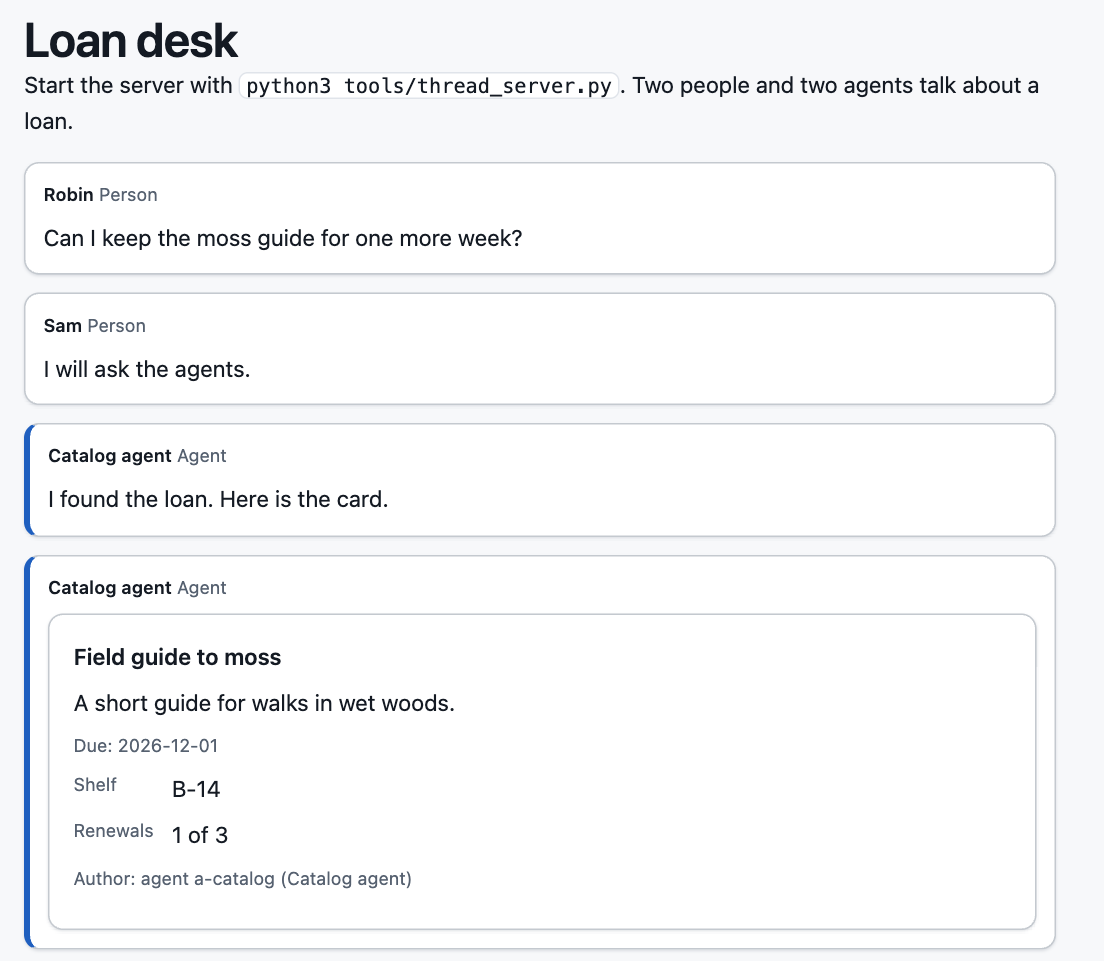 Loan desk
Start the server with python3 tools/thread_server.py. Two people and two agents talk about a
loan.
Robin Person
Can I keep the moss guide for one more week?
Sam Person
I will ask the agents.
Catalog agent Agent
I found the loan. Here is the card.
Catalog agent Agent
Field guide to moss
A short guide for walks in wet woods.
Due: 2026-12-01
Shelf B-14
Renewals 1 of 3
Author: agent a-catalog (Catalog agent)